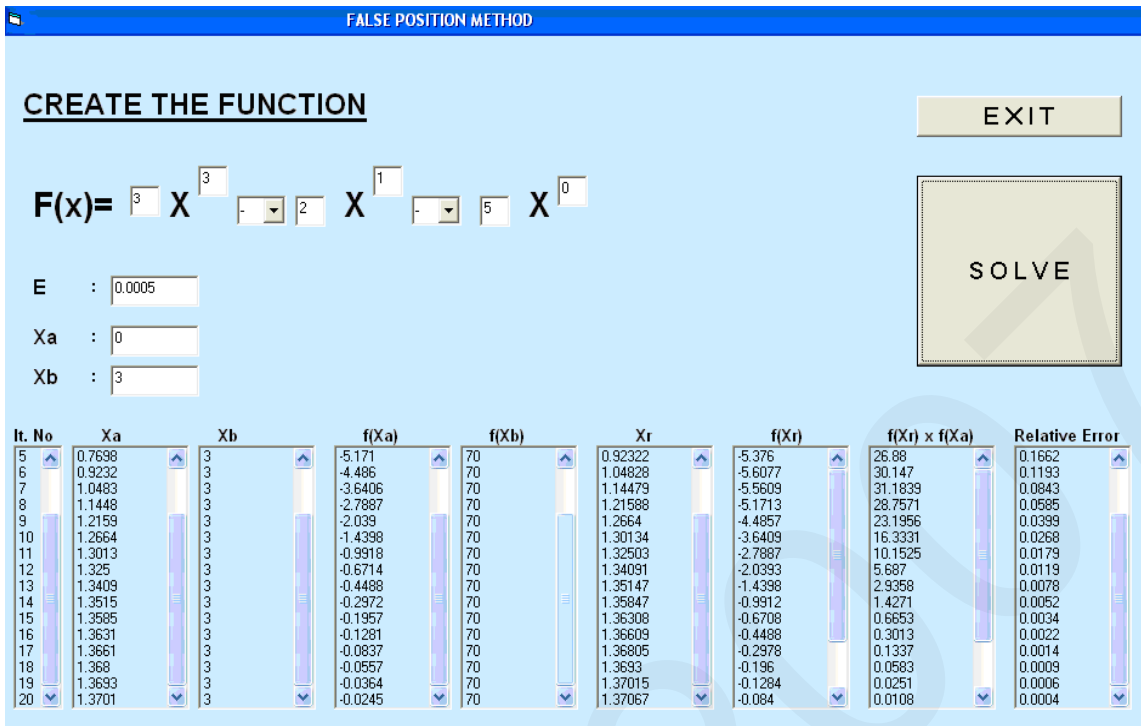 FALSE POSITION METHOD
CREATE THE FUNCTION
EXIT
F(x)= 3 X 3 - 2 X 1 - 5 X 0
SOLVE
E : 0.0005
Xa : 0
Xb : 3
It. No Xa Xb f(Xa) f(Xb) Xr f(Xr) f(Xr) x f(Xa) Relative Error
5 0.7698 3 -5.171 70 0.92322 -5.376 26.88 0.1662
6 0.9232 3 -4.486 70 1.04828 -5.6077 30.147 0.1193
7 1.0483 3 -3.6406 70 1.14479 -5.5609 31.1839 0.0843
8 1.1448 3 -2.7887 70 1.21588 -5.1713 28.7571 0.0585
9 1.2159 3 -2.039 70 1.2664 -4.4857 23.1956 0.0399
10 1.2664 3 -1.4398 70 1.30134 -3.6409 16.3331 0.0268
11 1.3013 3 -0.9918 70 1.32503 -2.7887 10.1525 0.0179
12 1.325 3 -0.6714 70 1.34091 -2.0393 5.687 0.0119
13 1.3409 3 -0.4488 70 1.35147 -1.4398 2.9358 0.0078
14 1.3515 3 -0.2972 70 1.35847 -0.9912 1.4271 0.0052
15 1.3585 3 -0.1957 70 1.36308 -0.6708 0.6653 0.0034
16 1.3631 3 -0.1281 70 1.36609 -0.4488 0.3013 0.0022
17 1.3661 3 -0.0837 70 1.36805 -0.2978 0.1337 0.0014
18 1.368 3 -0.0557 70 1.3693 -0.196 0.0583 0.0009
19 1.3693 3 -0.0364 70 1.37015 -0.1284 0.0251 0.0006
20 1.3701 3 -0.0245 70 1.37067 -0.084 0.0108 0.0004